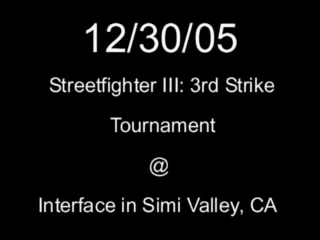 12/30/05
Streetfighter III: 3rd Strike
Tournament
@
Interface in Simi Valley, CA